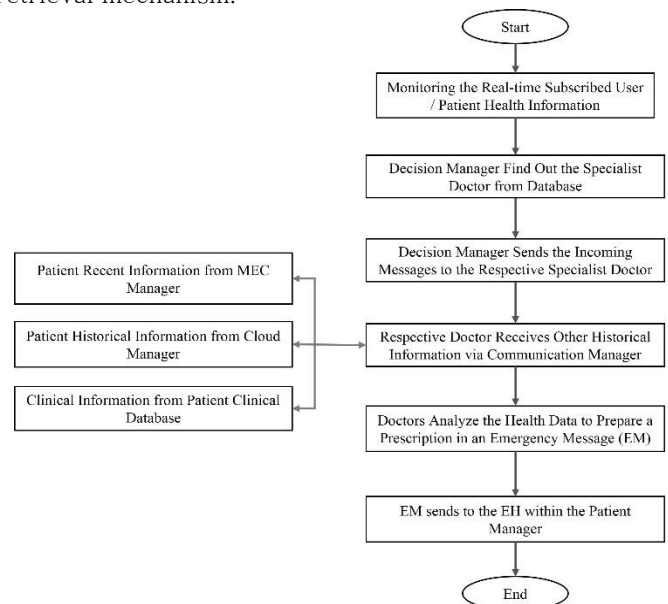 retrieval mechanism.
Start
Monitoring the Real-time Subscribed User
/ Patient Health Information
Decision Manager Find Out the Specialist
Doctor from Database
Decision Manager Sends the Incoming
Messages to the Respective Specialist Doctor
Patient Recent Information from MEC
Manager
Patient Historical Information from Cloud
Manager
Clinical Information from Patient Clinical
Database
Respective Doctor Receives Other Historical
Information via Communication Manager
Doctors Analyze the Health Data to Prepare a
Prescription in an Emergency Message (EM)
EM sends to the EH within the Patient
Manager
End